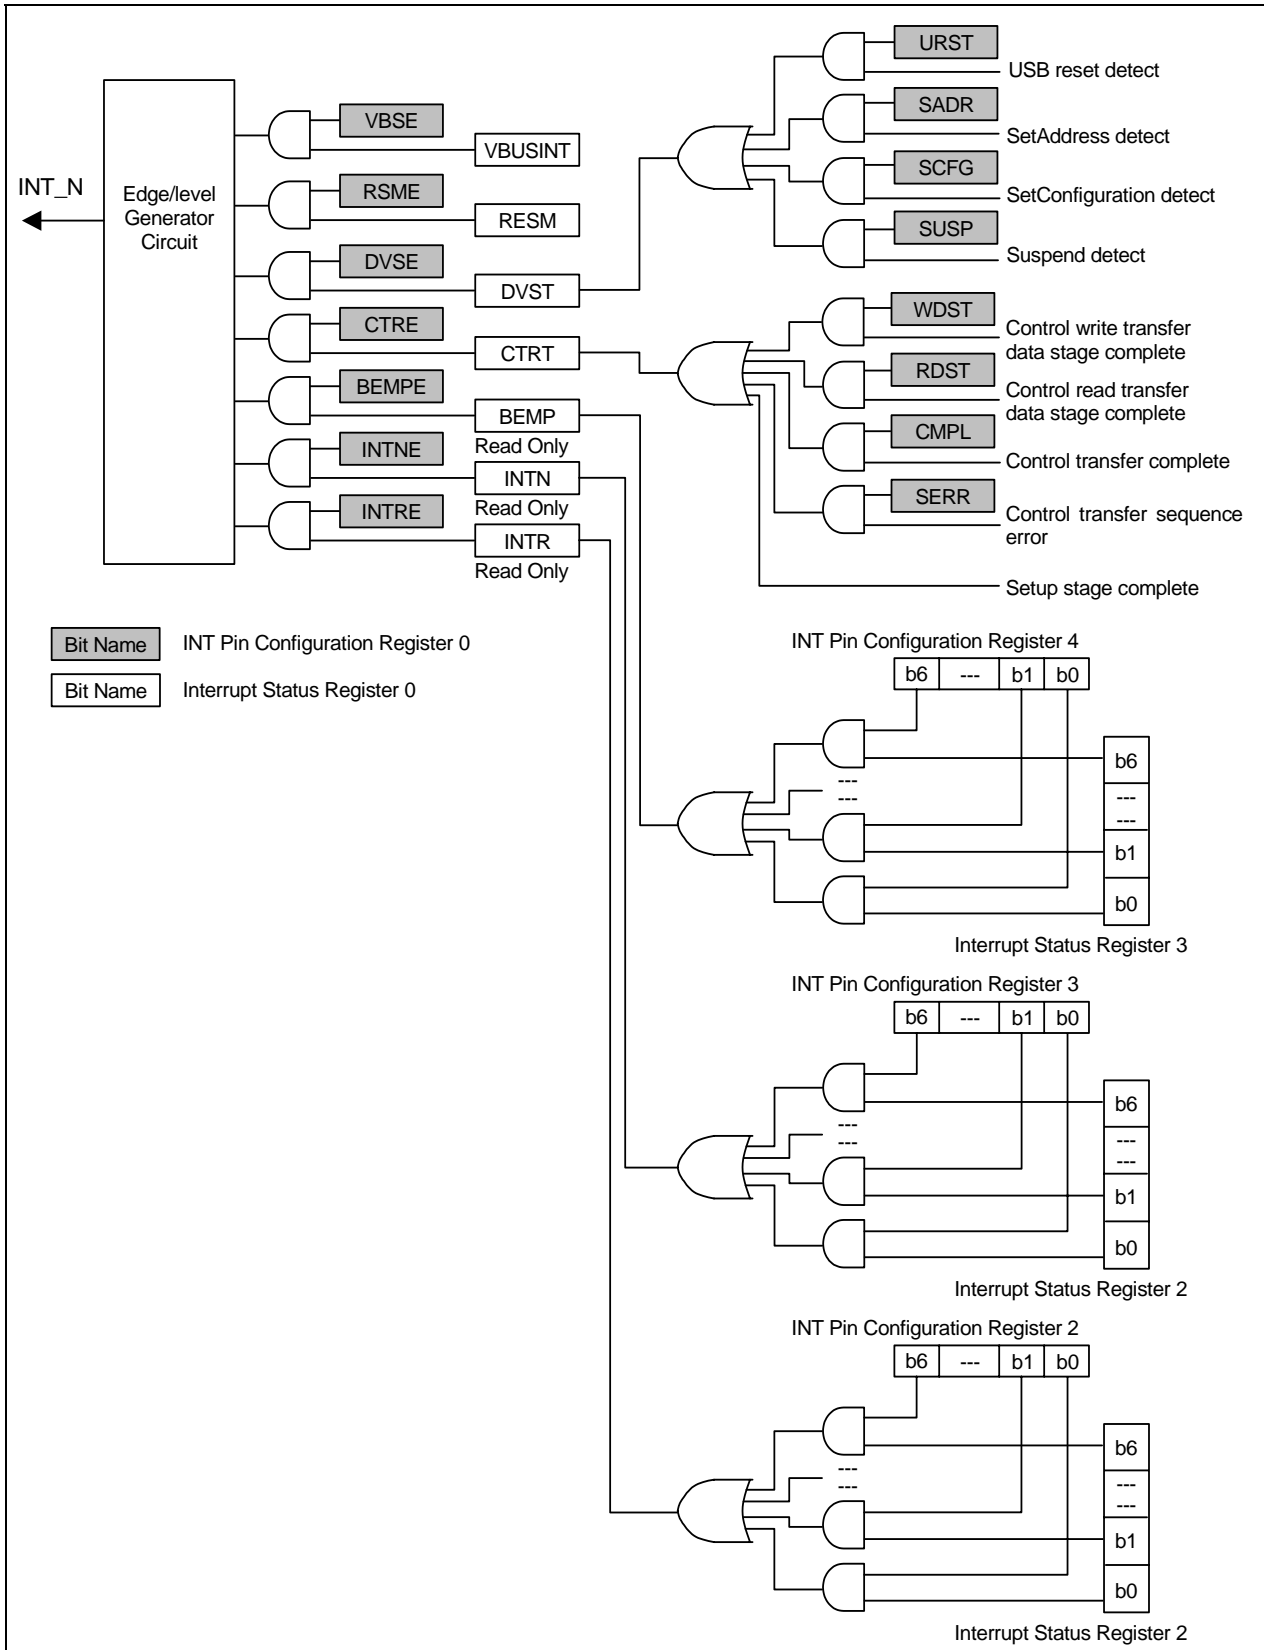 INT_N
Edge/level
Generator
Circuit
VBSE
VBUSINT
RSME
RESM
DVSE
DVST
CTRE
CTRT
BEMPE
BEMP
Read Only
INTNE
INTN
Read Only
INTRE
INTR
Read Only
Bit Name INT Pin Configuration Register 0
Bit Name Interrupt Status Register 0
URST
USB reset detect
SADR
SetAddress detect
SCFG
SetConfiguration detect
SUSP
Suspend detect
WDST
Control write transfer
data stage complete
RDST
Control read transfer
data stage complete
CMPL
Control transfer complete
SERR
Control transfer sequence
error
Setup stage complete
INT Pin Configuration Register 4
b6 --- b1 b0
b6
---
---
---
---
b1
b0
Interrupt Status Register 3
INT Pin Configuration Register 3
b6 --- b1 b0
b6
---
---
---
---
b1
b0
Interrupt Status Register 2
INT Pin Configuration Register 2
b6 --- b1 b0
b6
---
---
---
---
b1
b0
Interrupt Status Register 2